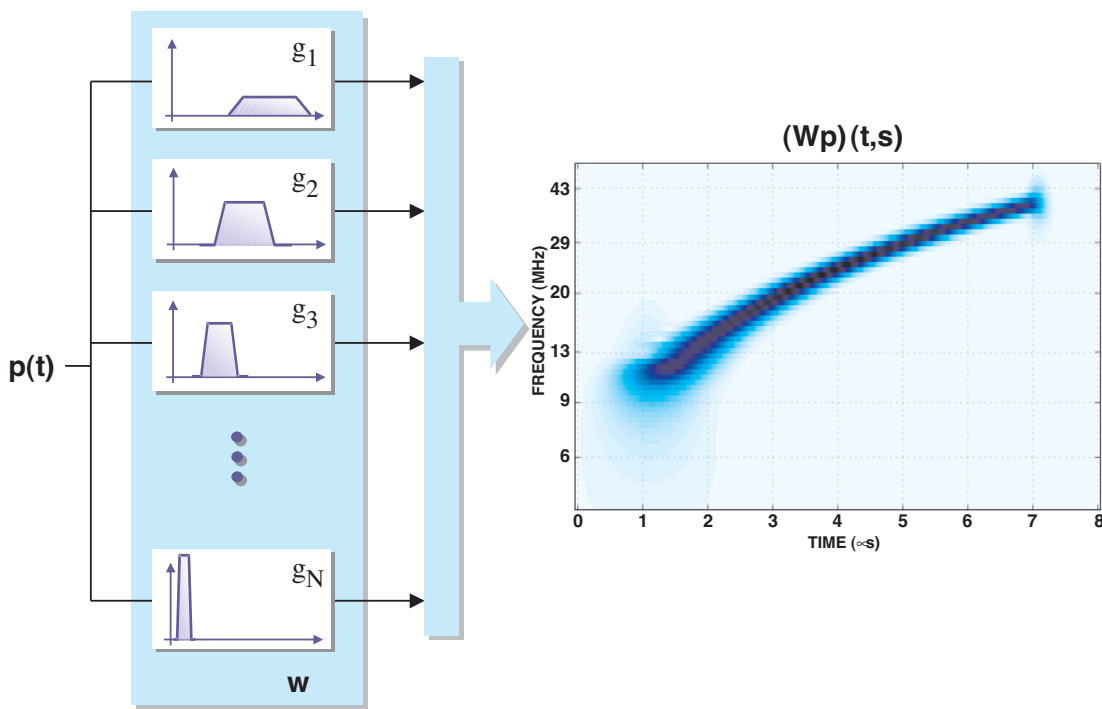 g1
g2
g3
gN
p(t)
w
(Wp) (t,s)
FREQUENCY (MHz)
43
29
20
13
9
6
0 1 2 3 4 5 6 7 8
TIME (∝s)